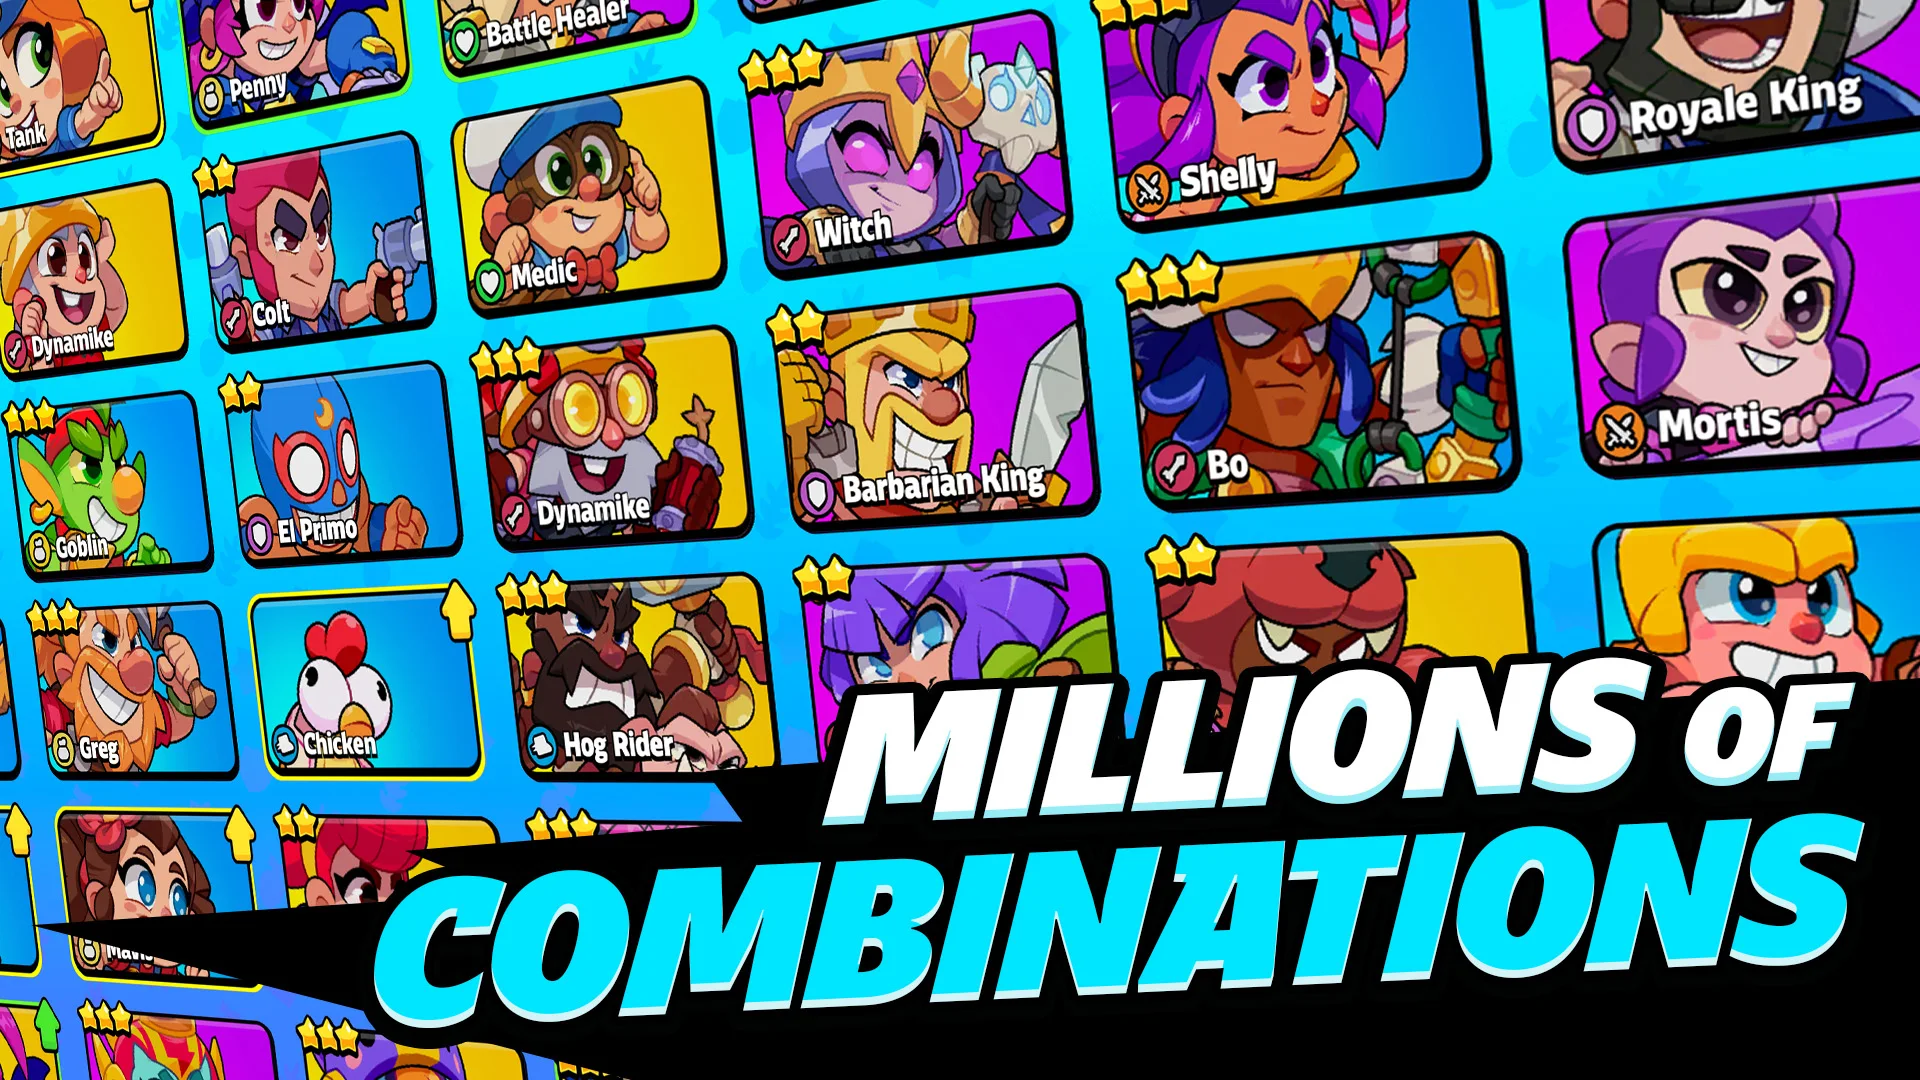 Tank
Penny
Battle Healer
Dynamike
Colt
Medic
Witch
Shelly
Royale King
Goblin
El Primo
Dynamike
Barbarian King
Bo
Mortis
Greg
Chicken
Hog Rider
MILLIONS OF
COMBINATIONS